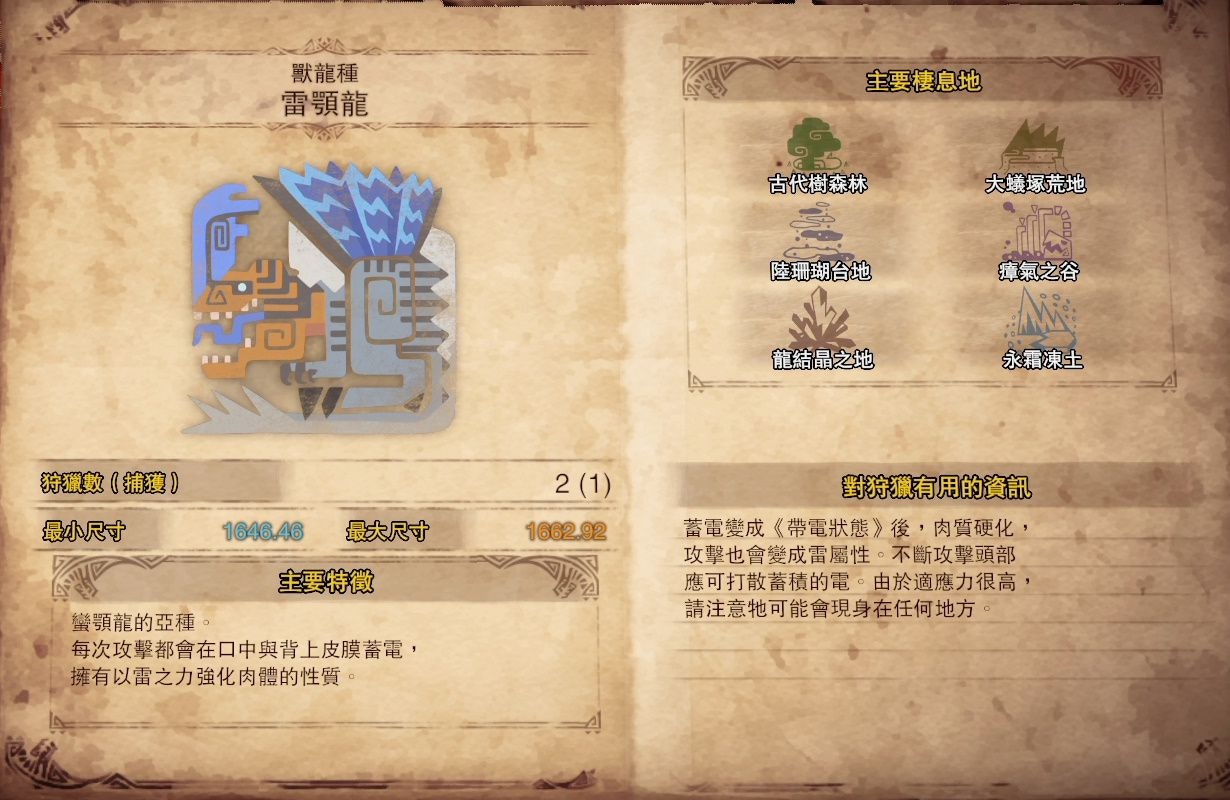 獸龍種
雷顎龍
狩獵數(捕獲)
2 (1)
最小尺寸
1646.46
最大尺寸
1662.92
主要特徵
蠻顎龍的亞種。
每次攻擊都會在口中與背上皮膜蓄電,
擁有以雷之力強化肉體的性質。
主要棲息地
古代樹森林
大蟻塚荒地
陸珊瑚台地
瘴氣之谷
龍結晶之地
永霜凍土
對狩獵有用的資訊
蓄電變成《帶電狀態》後,肉質硬化,
攻擊也會變成雷屬性。不斷攻擊頭部
應可打散蓄積的電。由於適應力很高,
請注意牠可能會現身在任何地方。